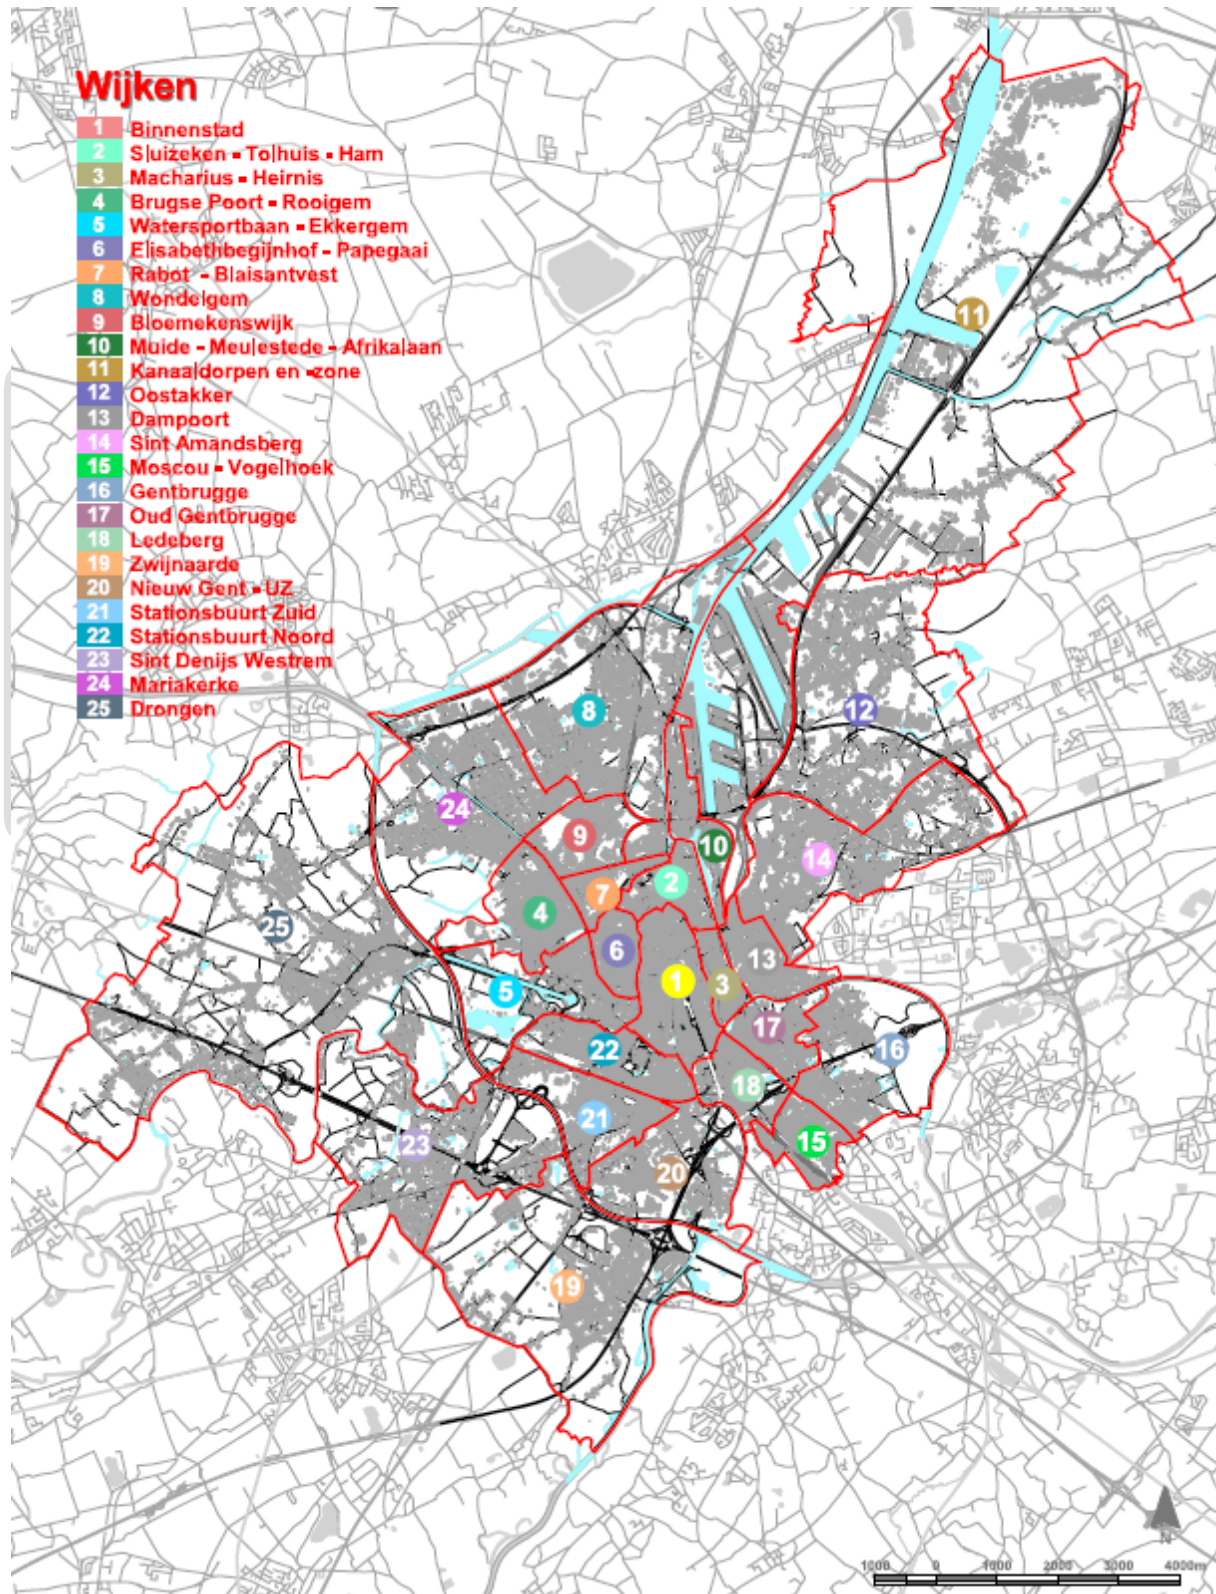 Wijken
1 Binnenstad
2 Sluizeken - Tolhuis - Ham
3 Macharius - Heirnis
4 Brugse Poort - Rooigem
5 Watersportbaan - Ekkergem
6 Elisabethbegijnhof - Papegaai
7 Rabot - Blaisantvest
8 Wondelgem
9 Bloemekenswijk
10 Muide - Meulestede - Afrikalaan
11 Kanaaldorpen en -zone
12 Oostakker
13 Dampoort
14 Sint Amandsberg
15 Moscou - Vogelhoek
16 Gentbrugge
17 Oud Gentbrugge
18 Ledeberg
19 Zwijnaarde
20 Nieuw Gent - UZ
21 Stationsbuurt Zuid
22 Stationsbuurt Noord
23 Sint Denijs Westrem
24 Mariakerke
25 Drongen
11
8
12
24
9
10
14
2
7
4
25
6
13
1
3
5
17
22
16
18
21
15
23
20
19
N
1000 0 1000 2000 3000 4000m